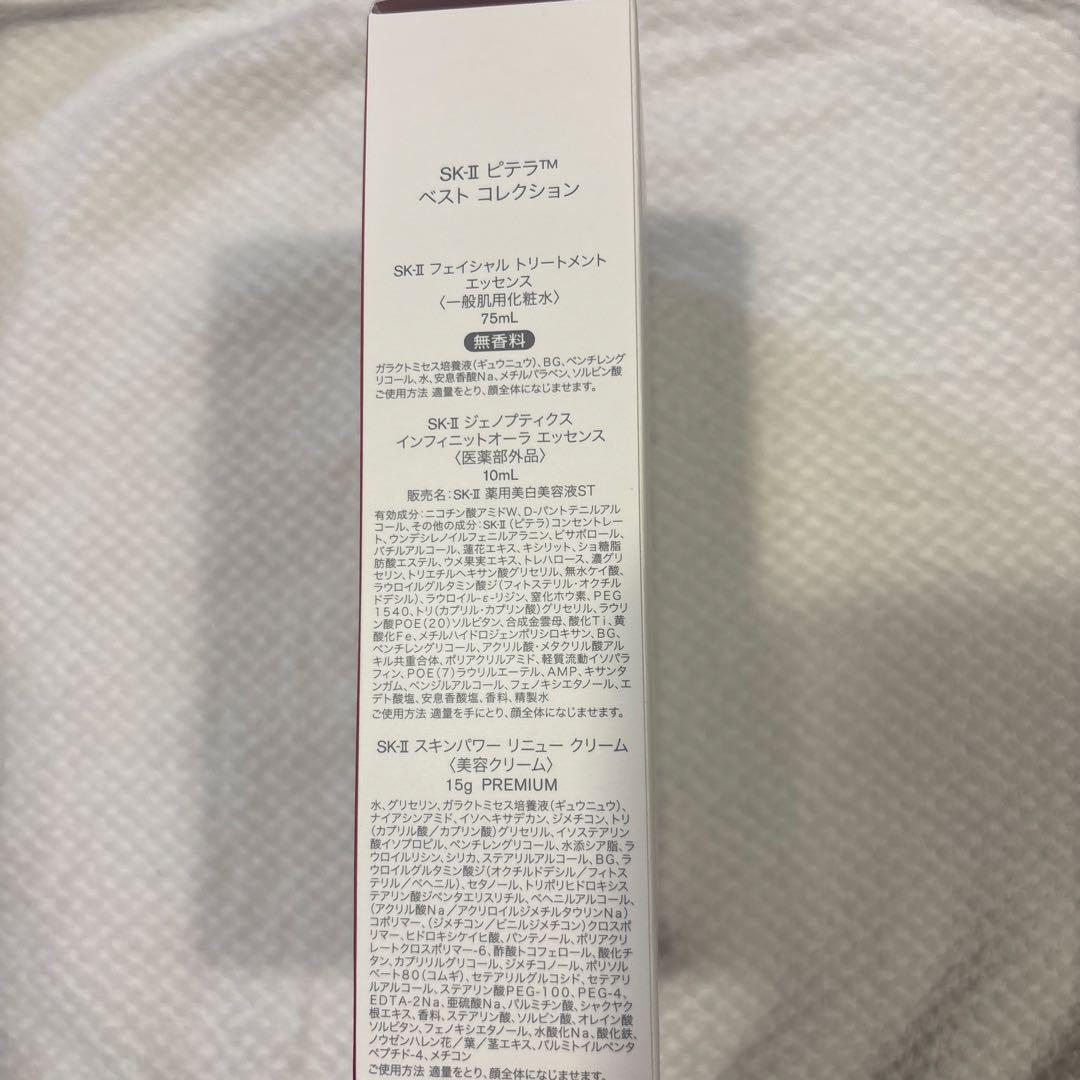 SK-II ピテラ™
ベスト コレクション
SK-II フェイシャル トリートメント
エッセンス
〈一般肌用化粧水〉
75mL
無香料
ガラクトミセス培養液(ギュウニュウ)、BG、ペンチレング
リコール、水、安息香酸Na、メチルパラベン、ソルビン酸
ご使用方法 適量をとり、顔全体になじませます。
SK-II ジェノプティクス
インフィニットオーラ エッセンス
〈医薬部外品〉
10mL
販売名:SK-II 薬用美白美容液ST
有効成分:ニコチン酸アミドW、D-パントテニルアル
コール、その他の成分:SK-II(ピテラ)コンセントレー
ト、ウンデシレノイルフェニルアラニン、ビサボロール、
バチルアルコール、蓮花エキス、キシリット、ショ糖脂
肪酸エステル、ウメ果実エキス、トレハロース、濃グリ
セリン、トリエチルヘキサン酸グリセリル、無水ケイ酸、
ラウロイルグルタミン酸ジ(フィトステリル・オクチル
ドデシル)、ラウロイル-ε-リジン、窒化ホウ素、PEG
1540、トリ(カプリル・カプリン酸)グリセリル、ラウリ
ン酸POE(20)ソルビタン、合成金雲母、酸化Ti、黄
酸化Fe、メチルハイドロジェンポリシロキサン、BG、
ペンチレングリコール、アクリル酸・メタクリル酸アル
キル共重合体、ポリアクリルアミド、軽質流動イソパラ
フィン、POE(7)ラウリルエーテル、AMP、キサンタ
ンガム、ベンジルアルコール、フェノキシエタノール、エ
デト酸塩、安息香酸塩、香料、精製水
ご使用方法 適量を手にとり、顔全体になじませます。
SK-II スキンパワー リニュー クリーム
〈美容クリーム〉
15g PREMIUM
水、グリセリン、ガラクトミセス培養液(ギュウニュウ)、
ナイアシンアミド、イソヘキサデカン、ジメチコン、トリ
(カプリル酸/カプリン酸)グリセリル、イソステアリン
酸イソプロピル、ペンチレングリコール、水添シア脂、ラ
ウロイルリシン、シリカ、ステアリルアルコール、BG、ラ
ウロイルグルタミン酸ジ(オクチルドデシル/フィトス
テリル/ベヘニル)、セタノール、トリポリヒドロキシス
テアリン酸ジペンタエリスリチル、ベヘニルアルコール、
(アクリル酸Na/アクリロイルジメチルタウリンNa)
コポリマー、(ジメチコン/ビニルジメチコン)クロスポ
リマー、ヒドロキシケイヒ酸、パンテノール、ポリアクリ
レートクロスポリマー-6、酢酸トコフェロール、酸化チ
タン、カプリリルグリコール、ジメチコノール、ポリソル
ベート80(コムギ)、セテアリルグルコシド、セテアリ
ルアルコール、ステアリン酸PEG-100、PEG-4、
EDTA-2Na、亜硫酸Na、パルミチン酸、シャクヤク
根エキス、香料、ステアリン酸、ソルビン酸、オレイン酸
ソルビタン、フェノキシエタノール、水酸化Na、酸化鉄、
ノウゼンハレン花/葉/茎エキス、パルミトイルペンタ
ペプチド-4、メチコン
ご使用方法 適量をとり、顔全体になじませます。